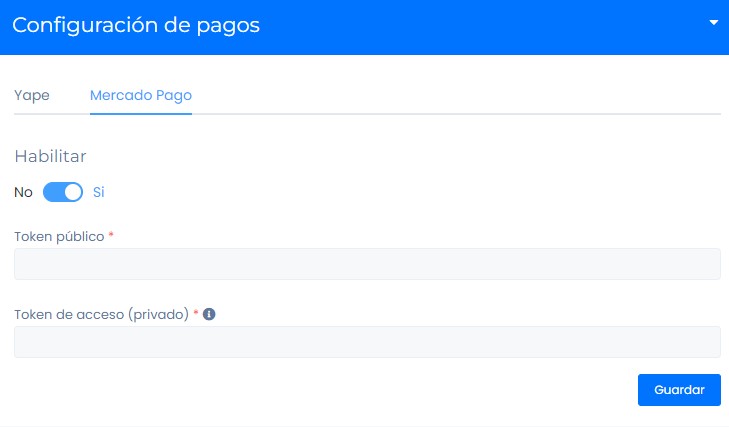 Configuración de pagos
Yape Mercado Pago
Habilitar
No Si
Token público *
Token de acceso (privado) *
Guardar